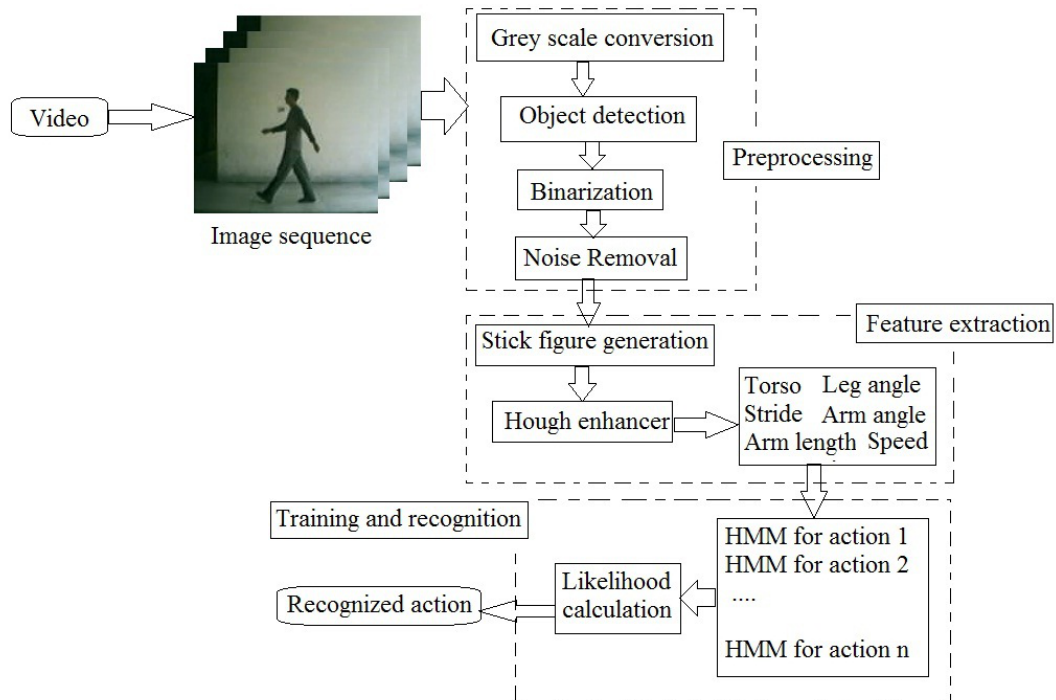 Video
Image sequence
Grey scale conversion
Object detection
Binarization
Noise Removal
Preprocessing
Stick figure generation
Hough enhancer
Feature extraction
Torso Leg angle
Stride Arm angle
Arm length Speed
Training and recognition
HMM for action 1
HMM for action 2
....
HMM for action n
Likelihood
calculation
Recognized action